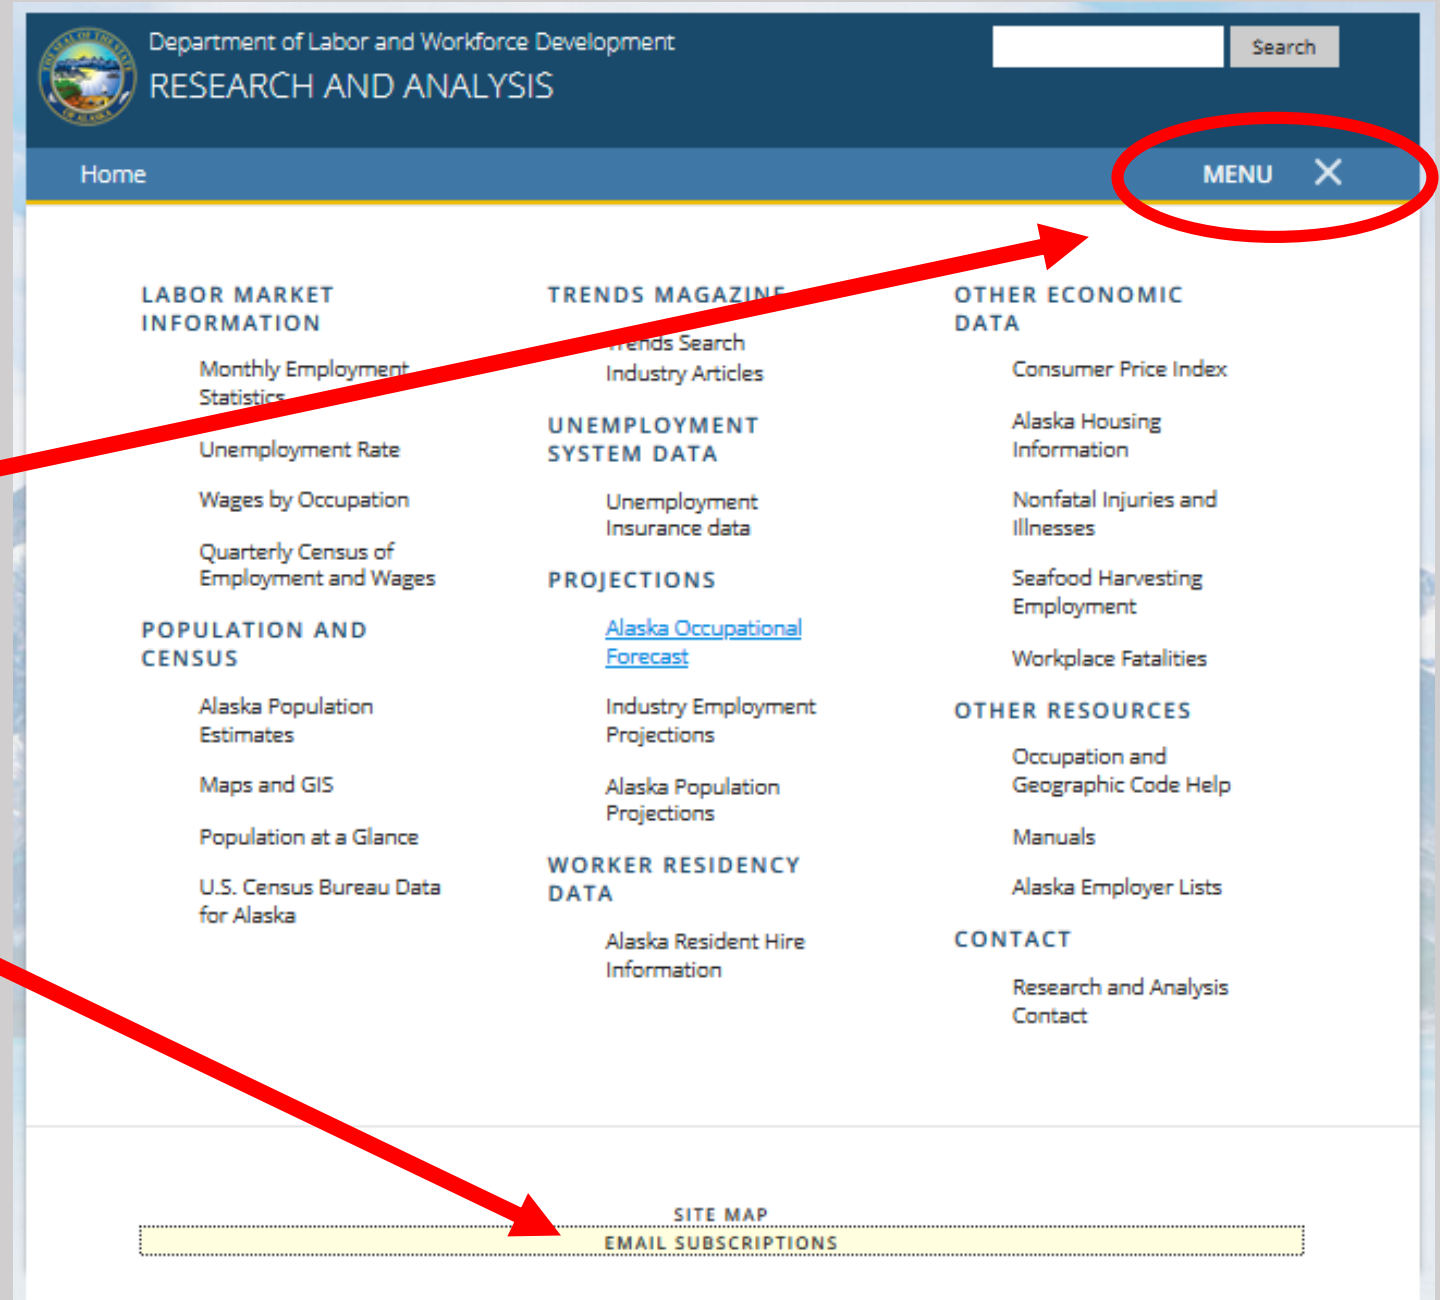 Department of Labor and Workforce Development
RESEARCH AND ANALYSIS
Search
Home
MENU
LABOR MARKET
INFORMATION
Monthly Employment
Statistics
Unemployment Rate
Wages by Occupation
Quarterly Census of
Employment and Wages
POPULATION AND
CENSUS
Alaska Population
Estimates
Maps and GIS
Population at a Glance
U.S. Census Bureau Data
for Alaska
TRENDS MAGAZINE
Trends Search
Industry Articles
UNEMPLOYMENT
SYSTEM DATA
Unemployment
Insurance data
PROJECTIONS
Alaska Occupational
Forecast
Industry Employment
Projections
Alaska Population
Projections
WORKER RESIDENCY
DATA
Alaska Resident Hire
Information
OTHER ECONOMIC
DATA
Consumer Price Index
Alaska Housing
Information
Nonfatal Injuries and
Illnesses
Seafood Harvesting
Employment
Workplace Fatalities
OTHER RESOURCES
Occupation and
Geographic Code Help
Manuals
Alaska Employer Lists
CONTACT
Research and Analysis
Contact
SITE MAP
EMAIL SUBSCRIPTIONS